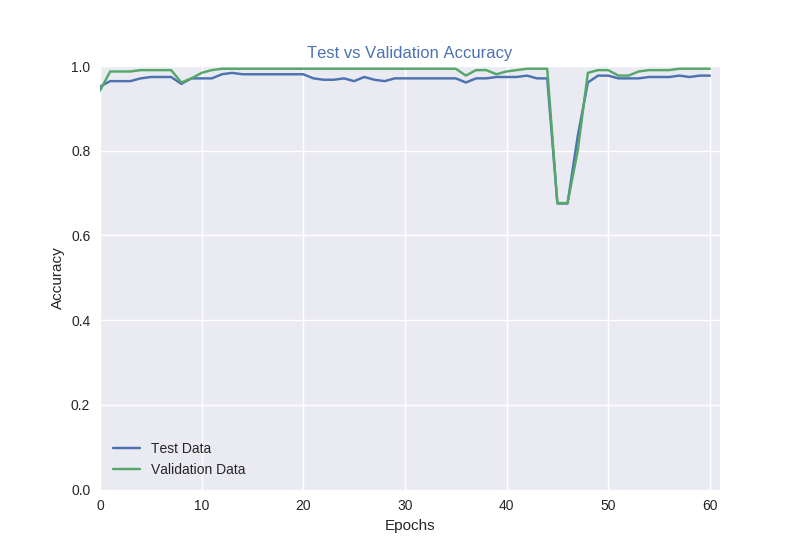 Test vs Validation Accuracy
1.0
0.8
0.6
0.4
0.2
0.0
Accuracy
Test Data
Validation Data
0 10 20 30 40 50 60
Epochs